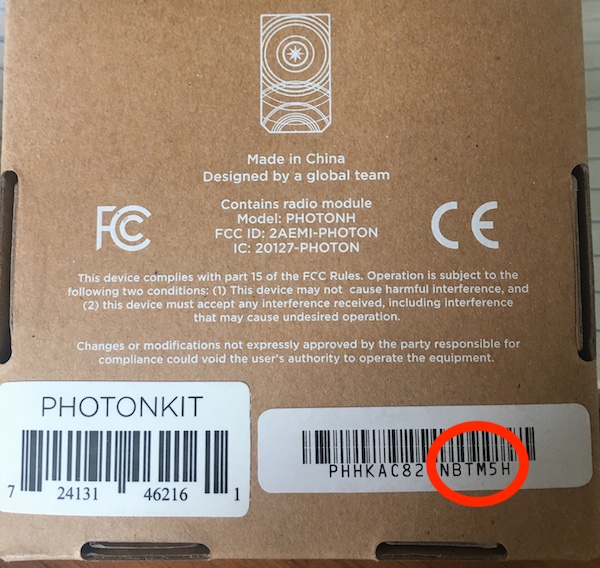 Made in China
Designed by a global team
Contains radio module
Model: PHOTONH
FCC ID: 2AEMI-PHOTON
IC: 20127-PHOTON
FC
CE
This device complies with part 15 of the FCC Rules. Operation is subject to the
following two conditions: (1) This device may not cause harmful interference, and
(2) this device must accept any interference received, including interference
that may cause undesired operation.
Changes or modifications not expressly approved by the party responsible for
compliance could void the user's authority to operate the equipment.
PHOTONKIT
7 24131 46216 1
PHHKAC82 NBTM5H